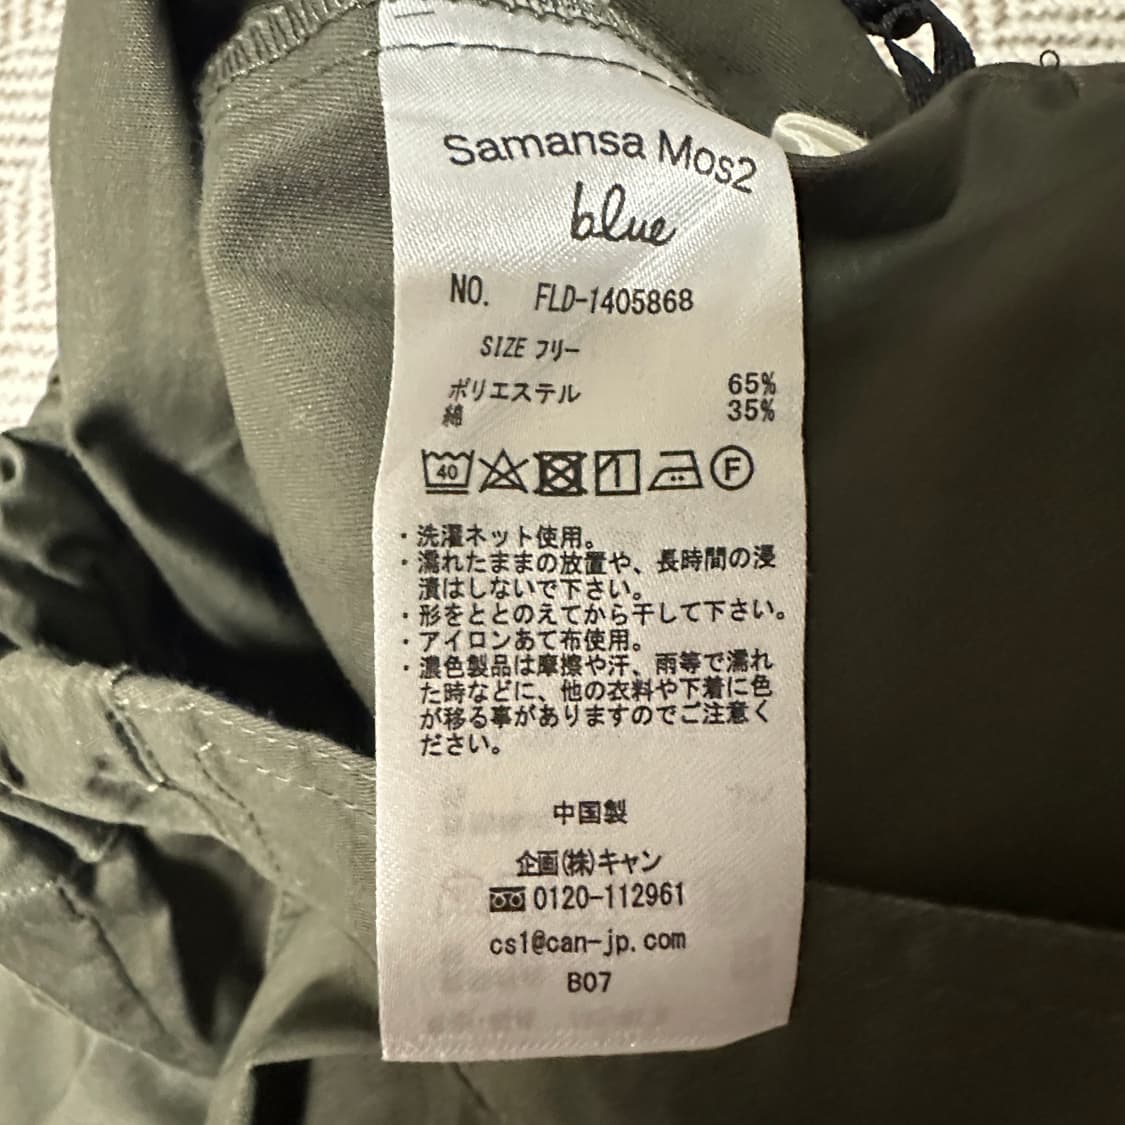 Samansa Mos2
blue
NO. FLD-1405868
SIZE フリー
ポリエステル 65%
綿 35%
40
F
・洗濯ネット使用。
・濡れたままの放置や、長時間の浸
漬はしないで下さい。
・形をととのえてから干して下さい。
・アイロンあて布使用。
・濃色製品は摩擦や汗、雨等で濡れ
た時などに、他の衣料や下着に色
が移る事がありますのでご注意く
ださい。
中国製
企画(株)キャン
0120-112961
cs1@can-jp.com
B07